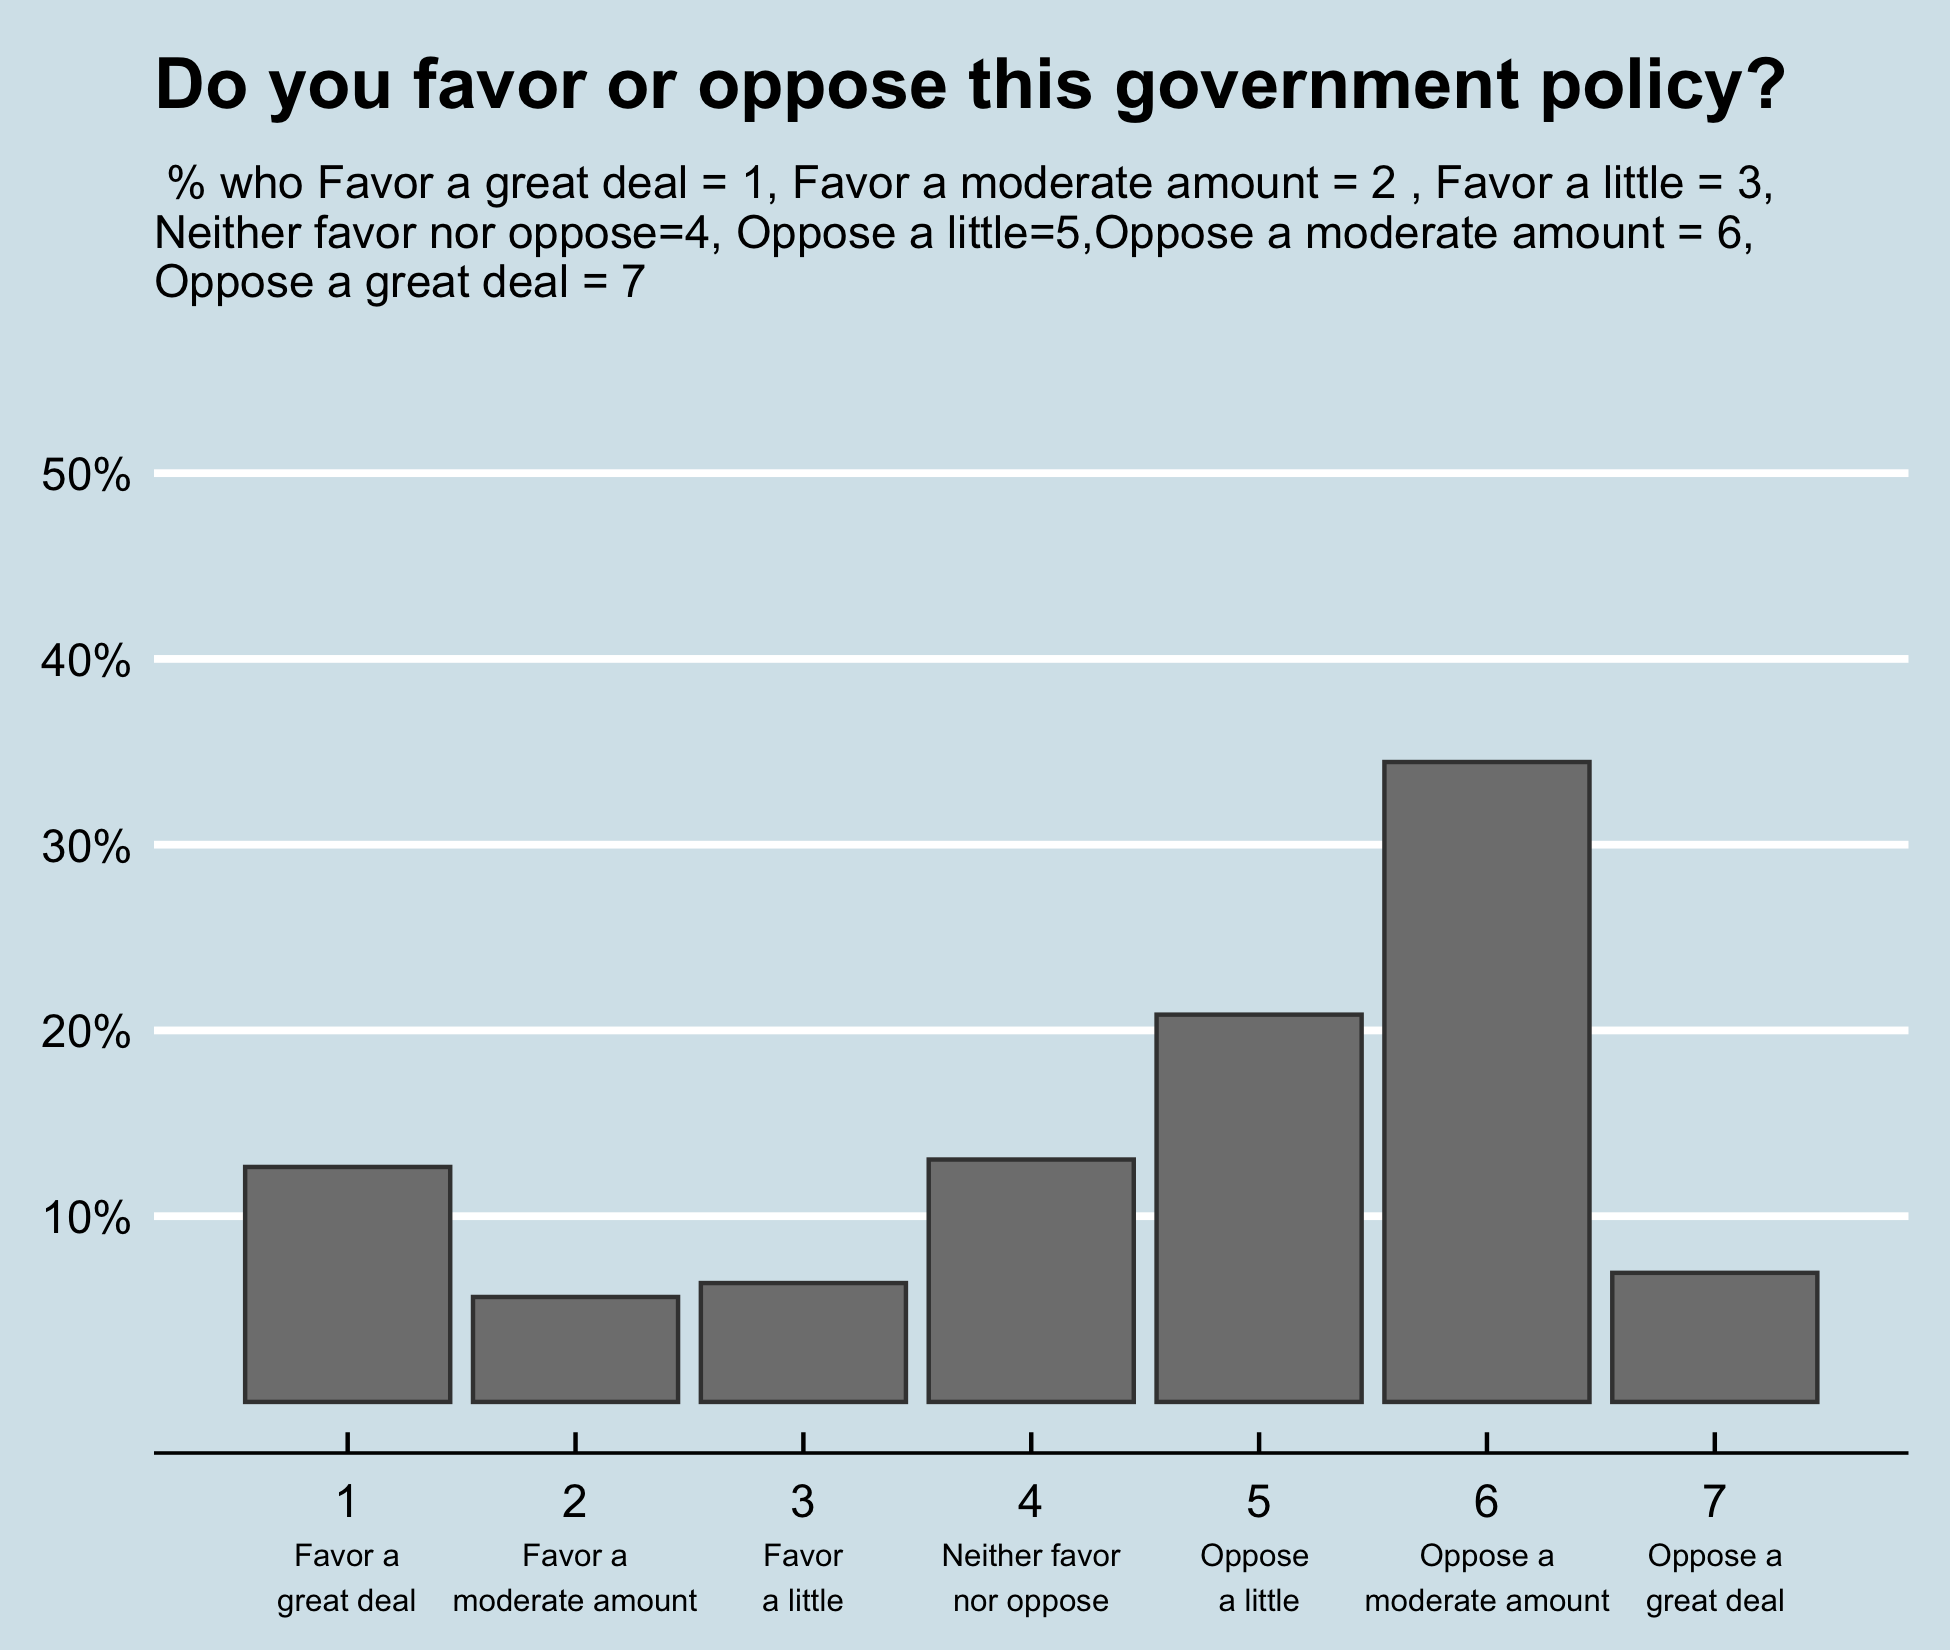 Do you favor or oppose this government policy?
% who Favor a great deal = 1, Favor a moderate amount = 2 , Favor a little = 3,
Neither favor nor oppose=4, Oppose a little=5,Oppose a moderate amount = 6,
Oppose a great deal = 7
50%
40%
30%
20%
10%
1 2 3 4 5 6 7
Favor a Favor a Favor Neither favor Oppose Oppose a Oppose a
great deal moderate amount a little nor oppose a little moderate amount great deal